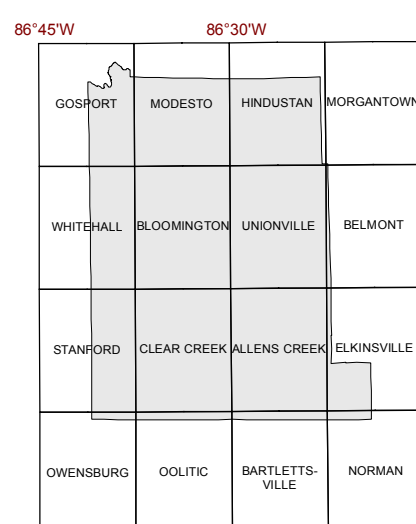 86°45'W 86°30'W
GOSPORT MODESTO HINDUSTAN MORGANTOWN
WHITEHALL BLOOMINGTON UNIONVILLE BELMONT
STANFORD CLEAR CREEK ALLENS CREEK ELKINSVILLE
OWENSBURG OOLITIC BARTLETTS- NORMAN
VILLE